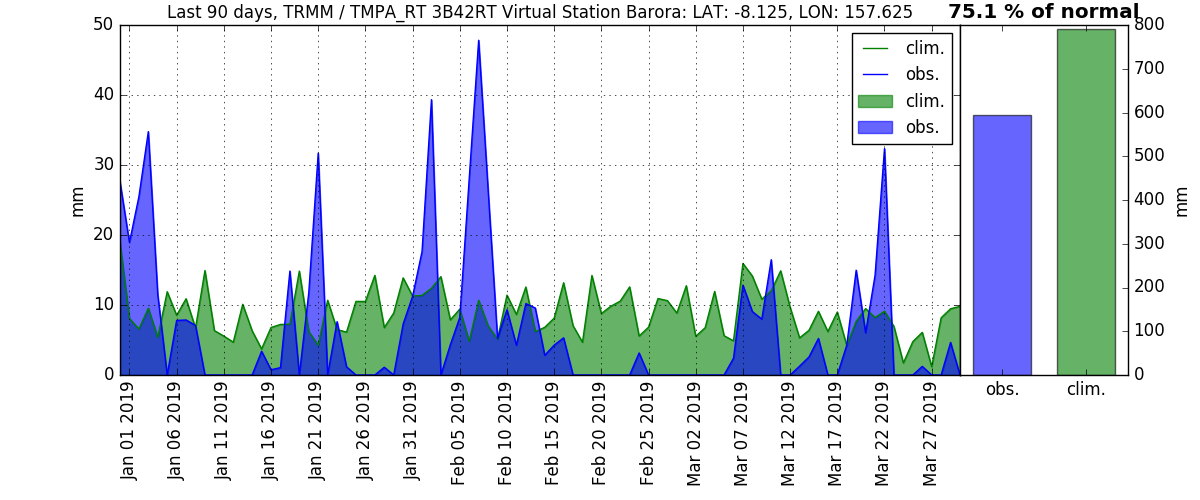 Last 90 days, TRMM / TMPA_RT 3B42RT Virtual Station Barora: LAT: -8.125, LON: 157.625
75.1 % of normal
50
40
30
20
10
0
mm
clim.
obs.
clim.
obs.
800
700
600
500
400
300
200
100
0
mm
obs.
clim.
Jan 01 2019
Jan 06 2019
Jan 11 2019
Jan 16 2019
Jan 21 2019
Jan 26 2019
Jan 31 2019
Feb 05 2019
Feb 10 2019
Feb 15 2019
Feb 20 2019
Feb 25 2019
Mar 02 2019
Mar 07 2019
Mar 12 2019
Mar 17 2019
Mar 22 2019
Mar 27 2019